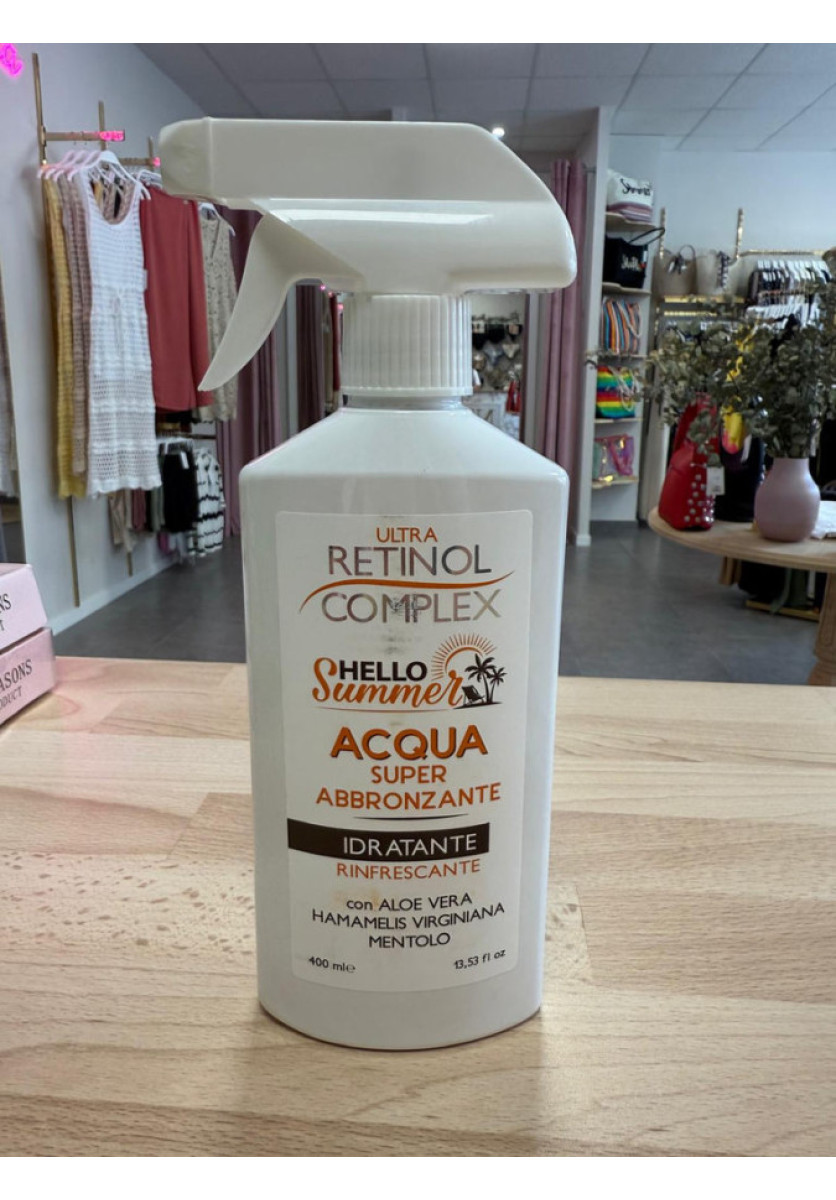 ULTRA
RETINOL
COMPLEX
HELLO
Summer
ACQUA
SUPER
ABBRONZANTE
IDRATANTE
RINFRESCANTE
con ALOE VERA
HAMAMELIS VIRGINIANA
MENTOLO
400 ml℮
13,53 fl oz